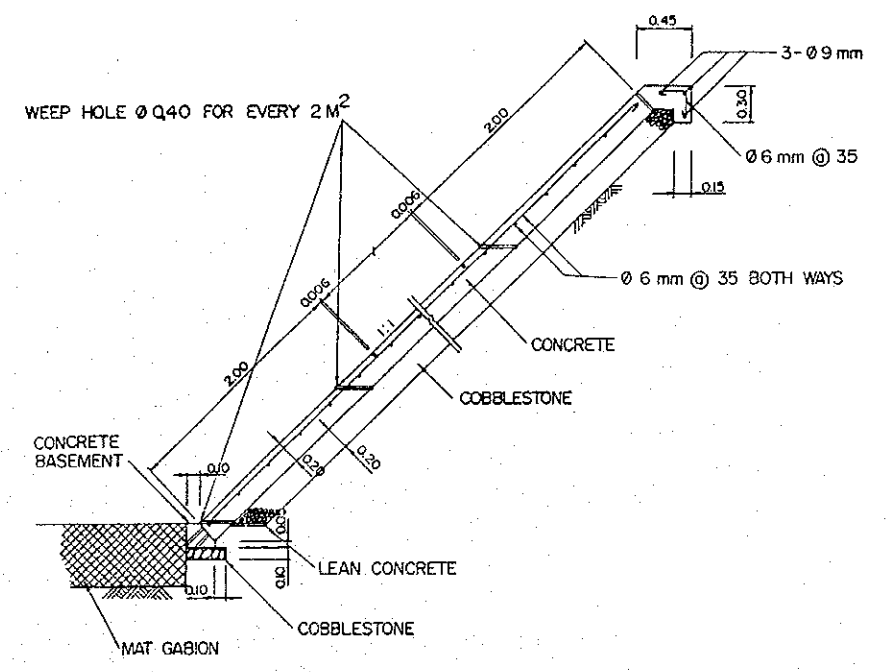 0.45
3-Ø9 mm
WEEP HOLE Ø 0.40 FOR EVERY 2 M²
2.00
0.30
Ø 6 mm @ 35
0.15
0.006
Ø 6 mm @ 35 BOTH WAYS
0.006
1:1
CONCRETE
2.00
COBBLESTONE
CONCRETE
BASEMENT
0.10
0.20
0.20
LEAN CONCRETE
0.10
0.10
COBBLESTONE
MAT GABION